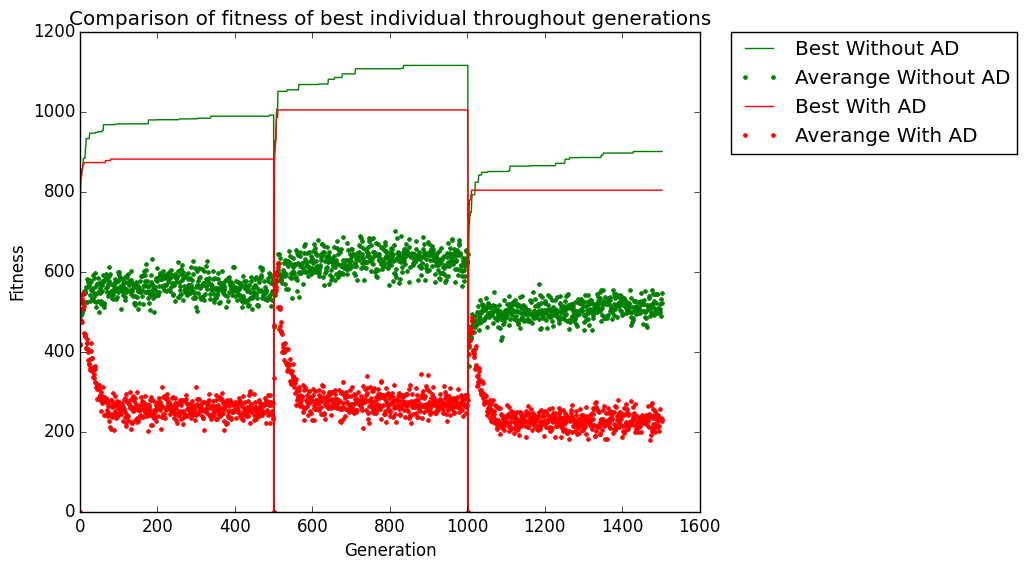 Comparison of fitness of best individual throughout generations
1200
1000
800
600
400
200
0
Fitness
0 200 400 600 800 1000 1200 1400 1600
Generation
Best Without AD
Averange Without AD
Best With AD
Averange With AD